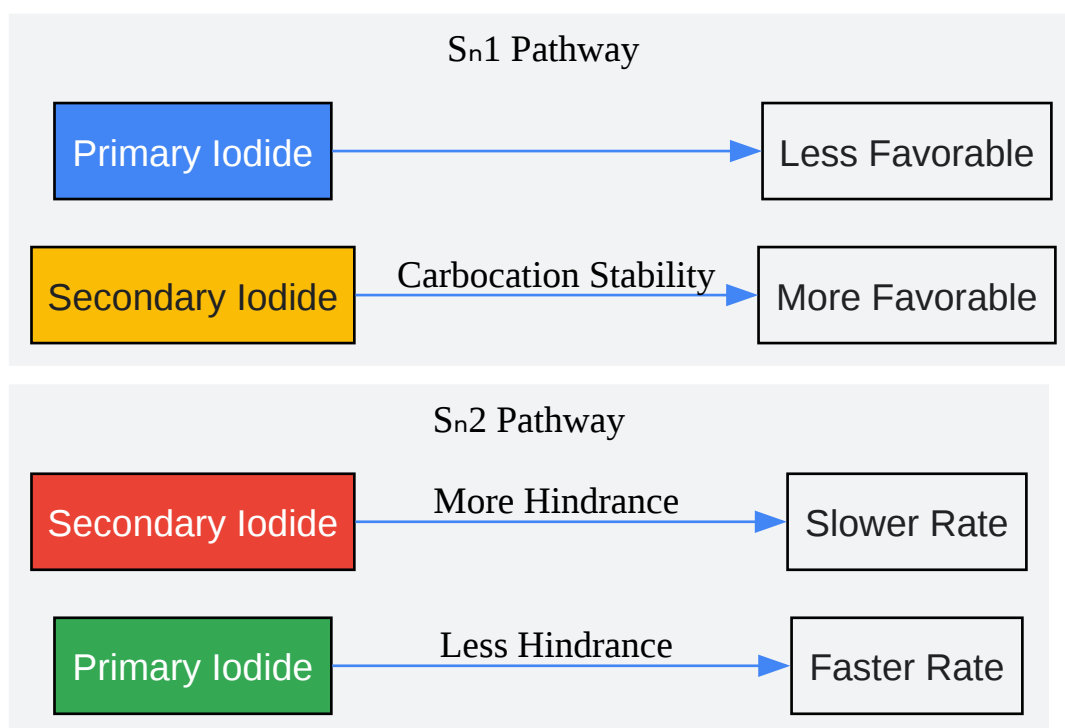 Sₙ1 Pathway
Primary Iodide
Less Favorable
Secondary Iodide
Carbocation Stability
More Favorable
Sₙ2 Pathway
Secondary Iodide
More Hindrance
Slower Rate
Primary Iodide
Less Hindrance
Faster Rate